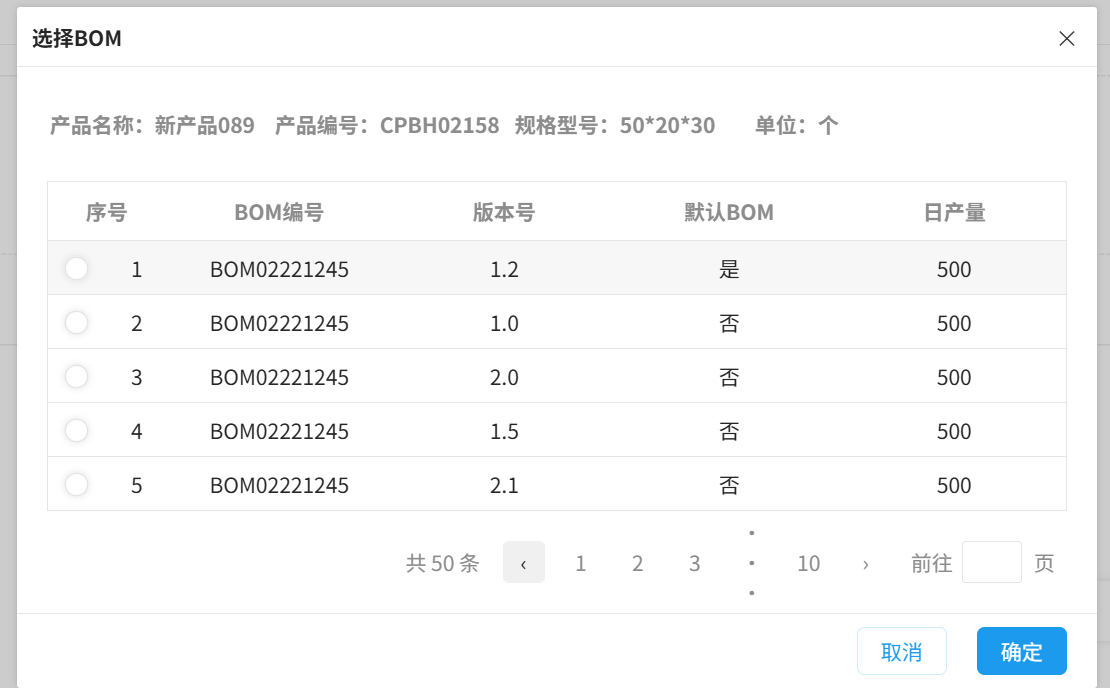 选择BOM
产品名称：新产品089 产品编号：CPBH02158 规格型号：50*20*30 单位：个
序号 BOM编号 版本号 默认BOM 日产量
1 BOM02221245 1.2 是 500
2 BOM02221245 1.0 否 500
3 BOM02221245 2.0 否 500
4 BOM02221245 1.5 否 500
5 BOM02221245 2.1 否 500
共 50 条 ‹ 1 2 3 ... 10 › 前往 页
取消 确定